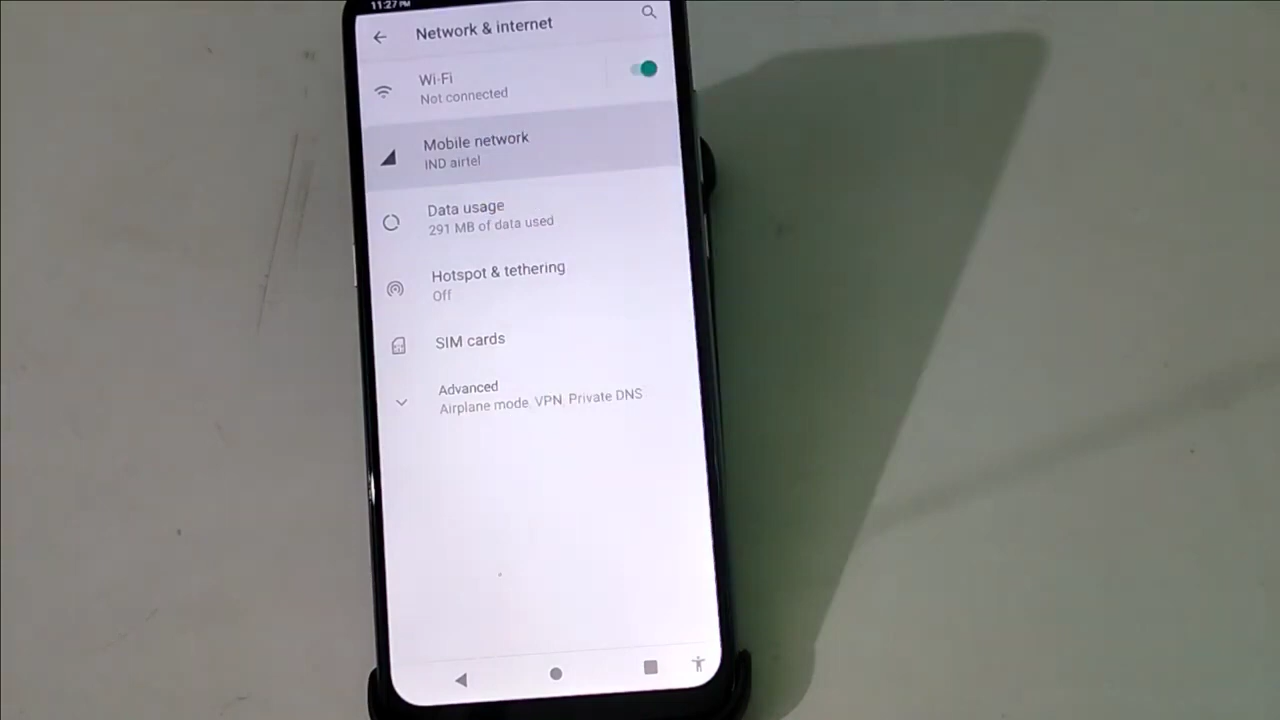 11:27 PM
Network & internet
Wi-Fi
Not connected
Mobile network
IND airtel
Data usage
291 MB of data used
Hotspot & tethering
Off
SIM cards
Advanced
Airplane mode, VPN, Private DNS